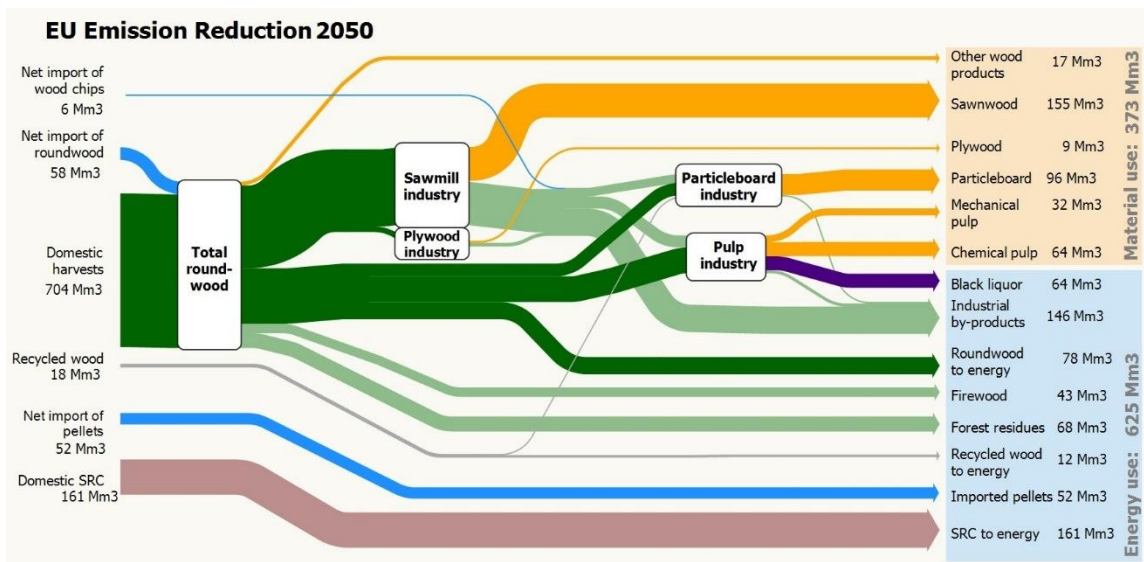 EU Emission Reduction 2050
Net import of
wood chips
6 Mm3
Net import of
roundwood
58 Mm3
Domestic
harvests
704 Mm3
Recycled wood
18 Mm3
Net import of
pellets
52 Mm3
Domestic SRC
161 Mm3
Total
round-
wood
Sawmill
industry
Plywood
industry
Particleboard
industry
Pulp
industry
Other wood
products
17 Mm3
Sawnwood 155 Mm3
Plywood 9 Mm3
Particleboard 96 Mm3
Mechanical
pulp
32 Mm3
Chemical pulp 64 Mm3
Black liquor 64 Mm3
Industrial
by-products
146 Mm3
Roundwood
to energy
78 Mm3
Firewood 43 Mm3
Forest residues 68 Mm3
Recycled wood
to energy
12 Mm3
Imported pellets 52 Mm3
SRC to energy 161 Mm3
Material use: 373 Mm3
Energy use: 625 Mm3